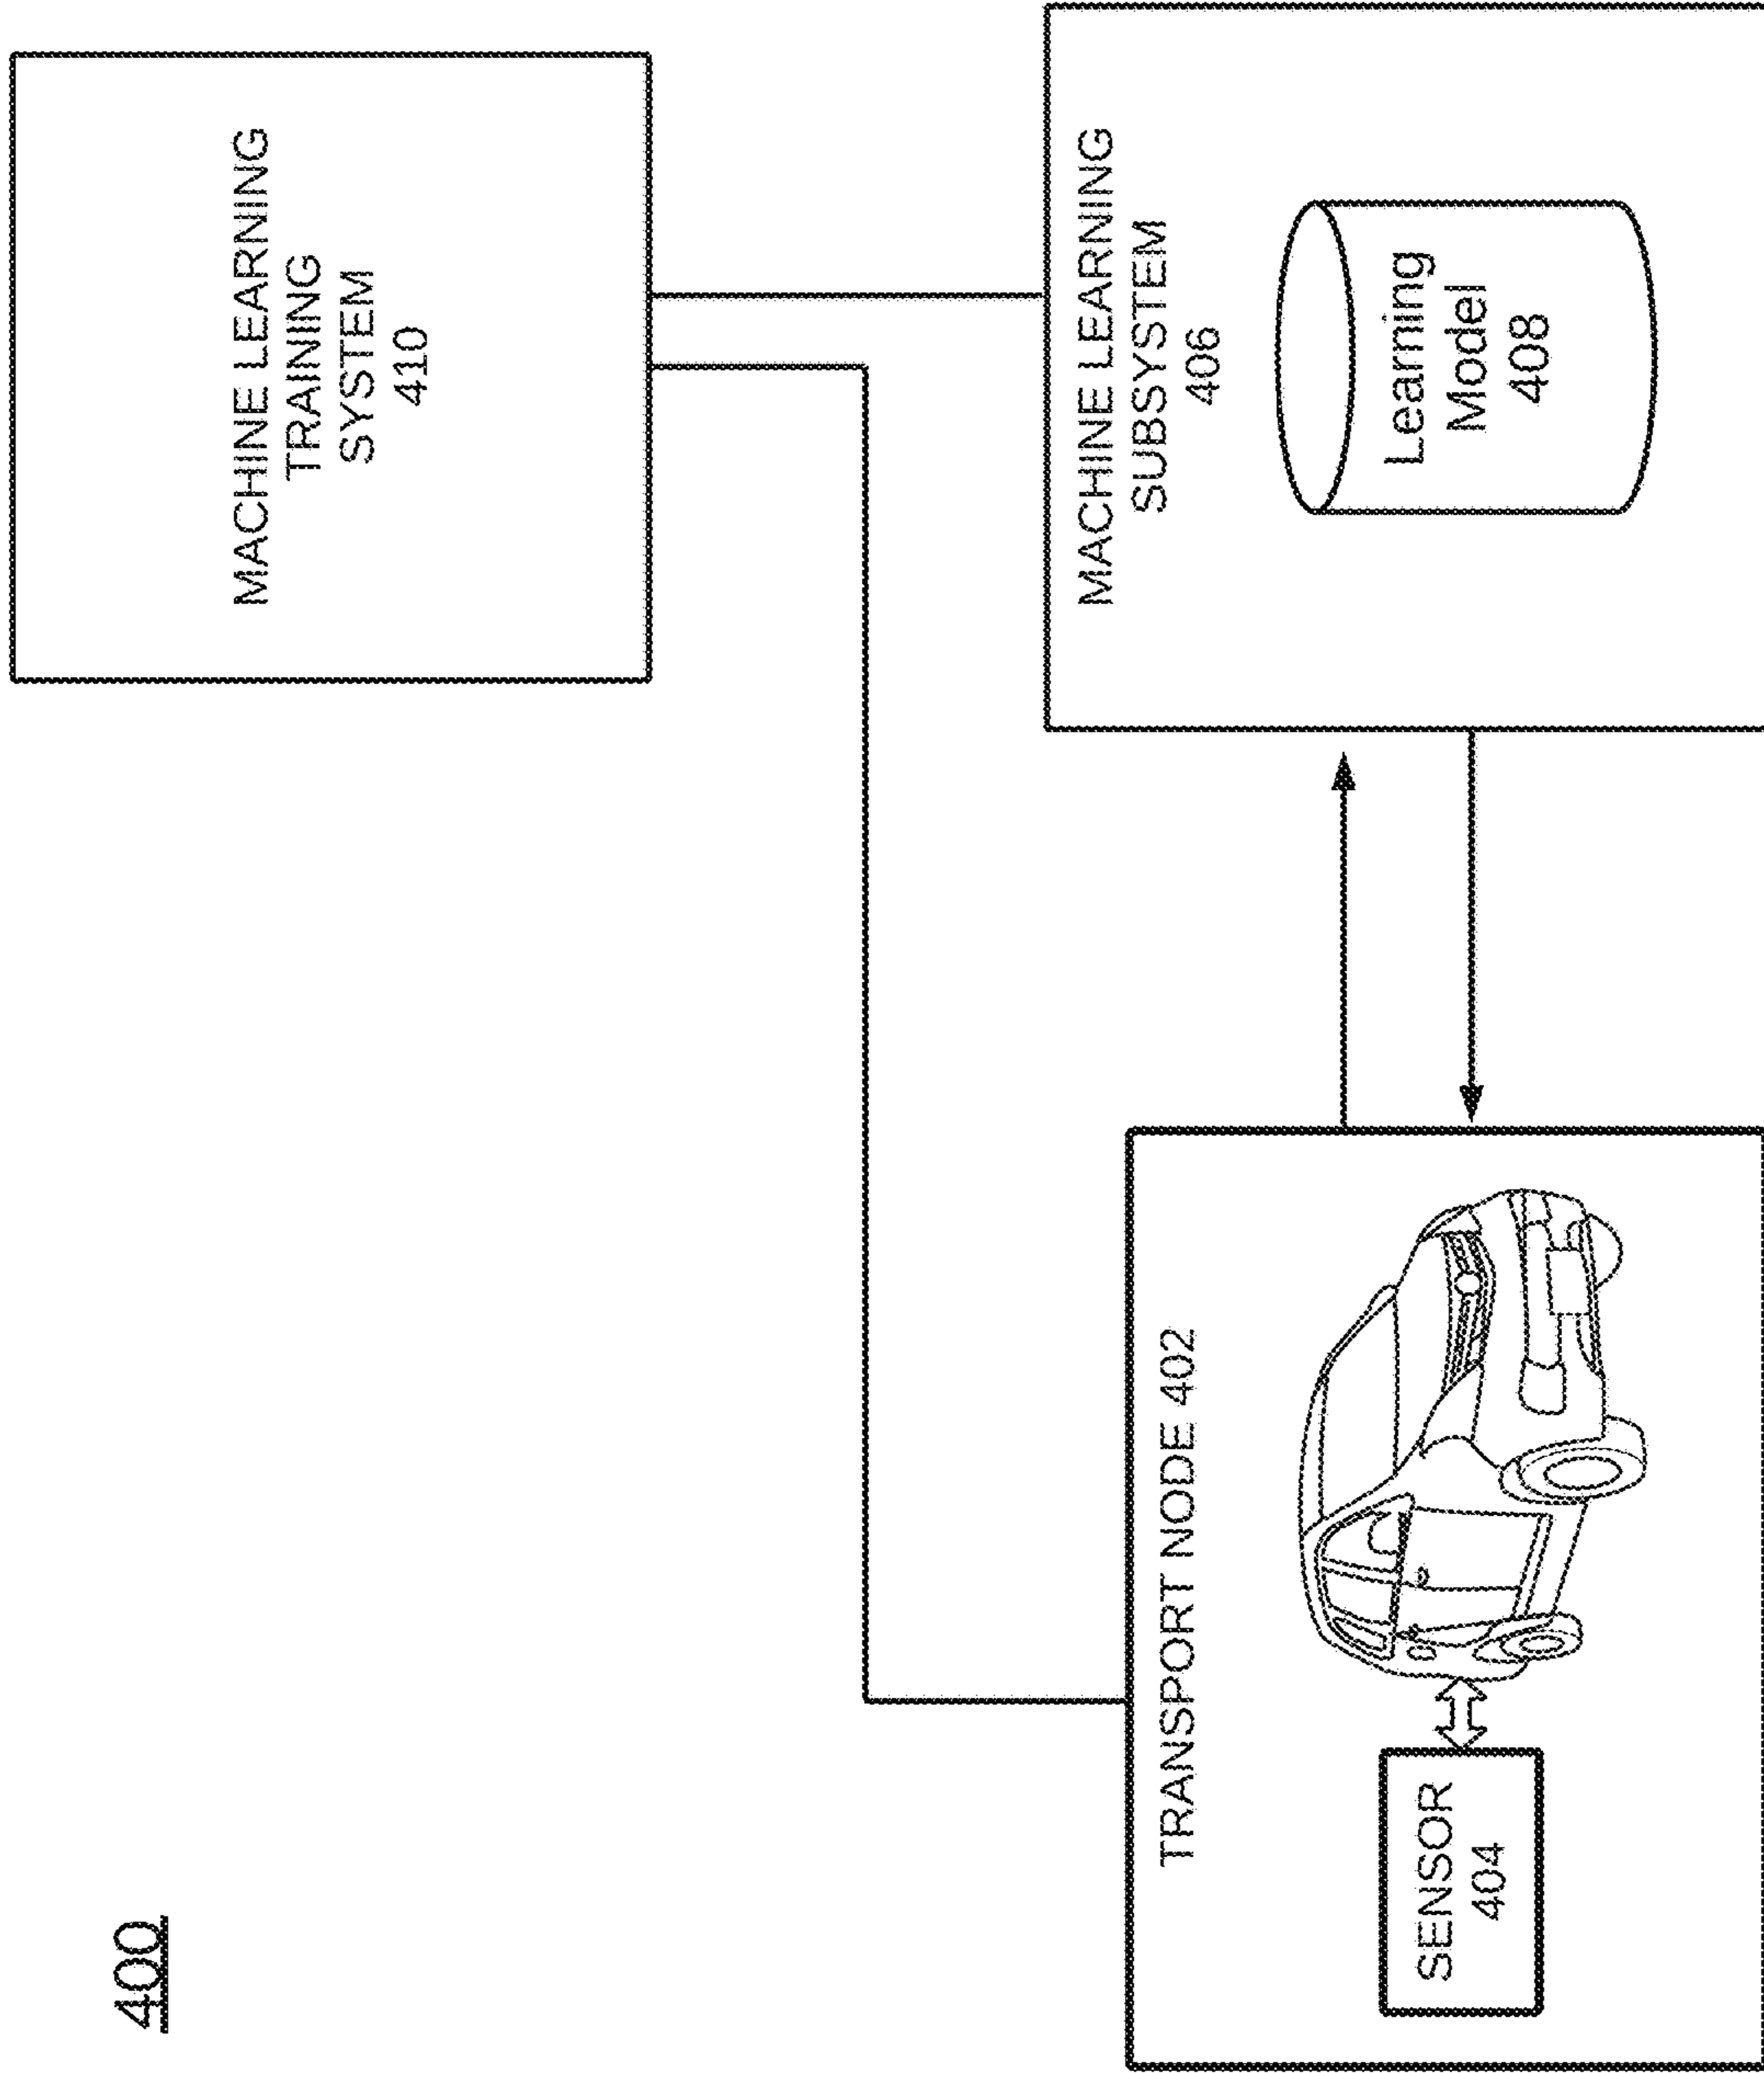 400
MACHINE LEARNING
TRAINING
SYSTEM
410
TRANSPORT NODE 402
SENSOR
404
MACHINE LEARNING
SUBSYSTEM
406
Learning
Model
408